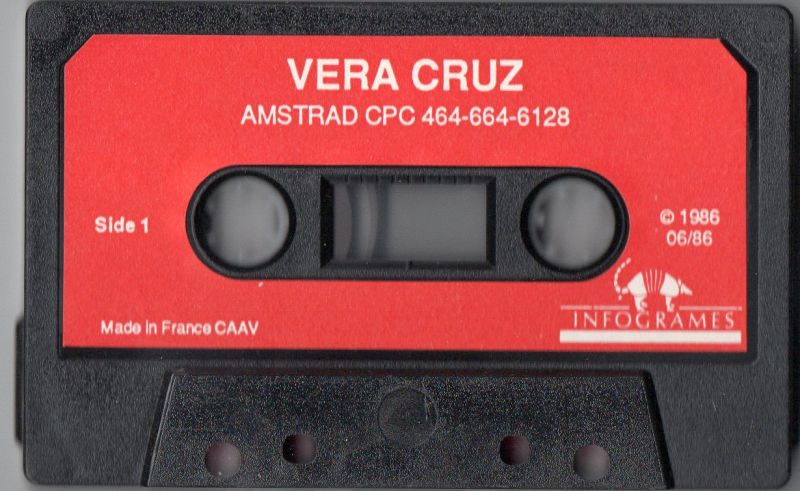 VERA CRUZ
AMSTRAD CPC 464-664-6128
Side 1
© 1986
06/86
Made in France CAAV
INFOGRAMES